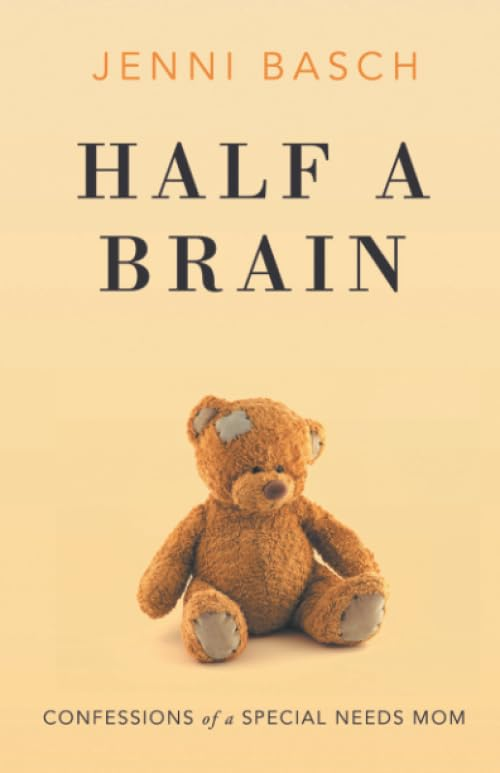 JENNI BASCH
HALF A
BRAIN
CONFESSIONS of a SPECIAL NEEDS MOM